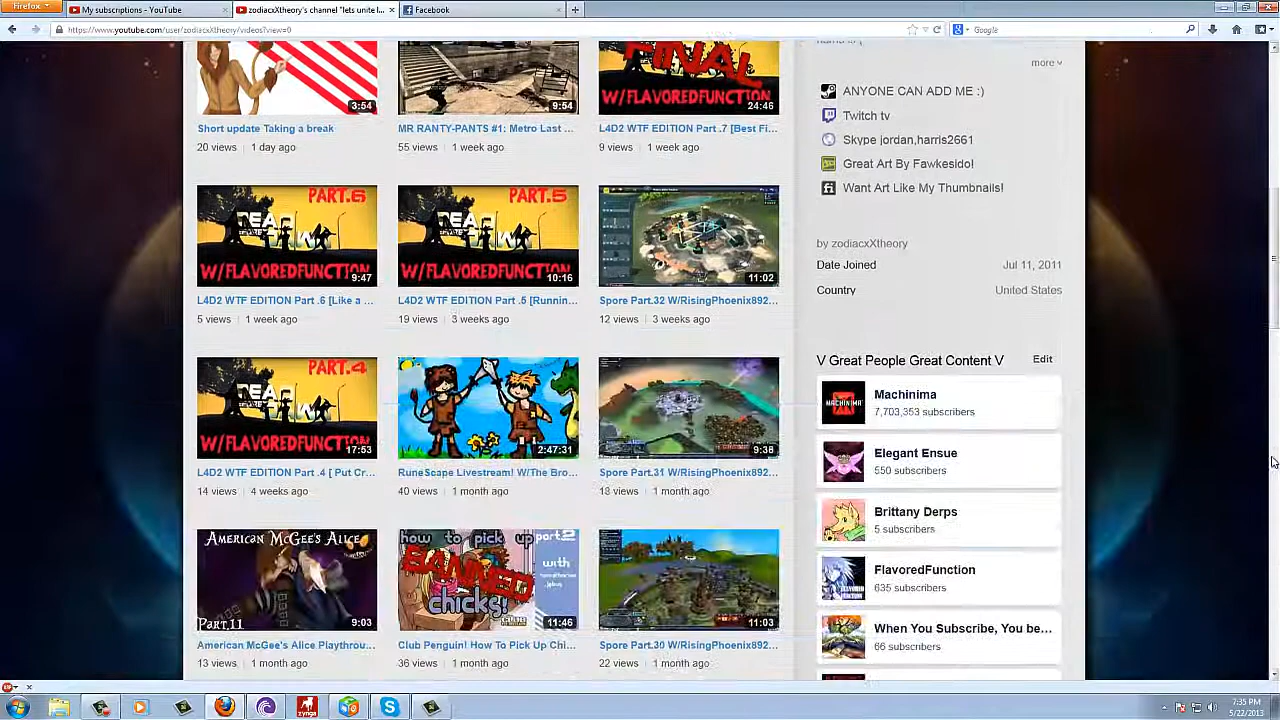 Firefox
My subscriptions - YouTube
zodiacxXtheory's channel "lets unite l...
Facebook
https://www.youtube.com/user/zodiacxXtheory/videos?view=0
Google
3:54
9:54
FINAL
W/FLAVOREDFUNCTION
24:46
Short update Taking a break
MR RANTY-PANTS #1: Metro Last ...
L4D2 WTF EDITION Part .7 [Best Fi...
20 views | 1 day ago
55 views | 1 week ago
9 views | 1 week ago
more
ANYONE CAN ADD ME :)
Twitch tv
Skype jordan,harris2661
Great Art By Fawkesido!
Want Art Like My Thumbnails!
PART.6
W/FLAVOREDFUNCTION
9:47
PART.5
W/FLAVOREDFUNCTION
10:16
11:02
L4D2 WTF EDITION Part .6 [Like a ...
L4D2 WTF EDITION Part .5 [Runnin...
Spore Part.32 W/RisingPhoenix892...
5 views | 1 week ago
19 views | 3 weeks ago
12 views | 3 weeks ago
by zodiacxXtheory
Date Joined Jul 11, 2011
Country United States
V Great People Great Content V Edit
Machinima
7,703,353 subscribers
Elegant Ensue
550 subscribers
Brittany Derps
5 subscribers
FlavoredFunction
635 subscribers
When You Subscribe, You be...
66 subscribers
PART.4
W/FLAVOREDFUNCTION
17:53
2:47:31
9:38
L4D2 WTF EDITION Part .4 [ Put Cr...
RuneScape Livestream! W/The Bro...
Spore Part.31 W/RisingPhoenix892...
14 views | 4 weeks ago
40 views | 1 month ago
18 views | 1 month ago
American McGee's Alice
Part.11
9:03
how to pick up
part2
BANNED
with
chicks!
11:46
11:03
American McGee's Alice Playthrou...
Club Penguin! How To Pick Up Chi...
Spore Part.30 W/RisingPhoenix892...
13 views | 1 month ago
36 views | 1 month ago
22 views | 1 month ago
zynga
7:35 PM
5/22/2013